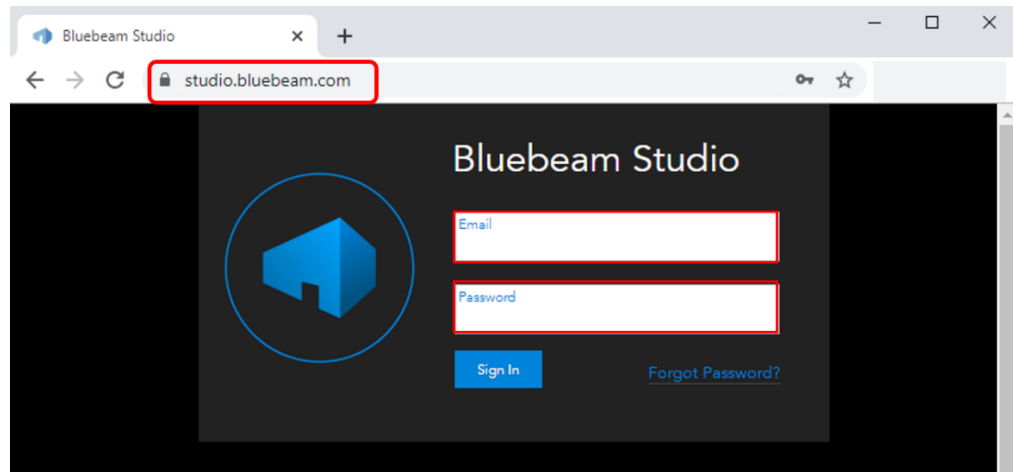 Bluebeam Studio
studio.bluebeam.com
Bluebeam Studio
Email
Password
Sign In
Forgot Password?